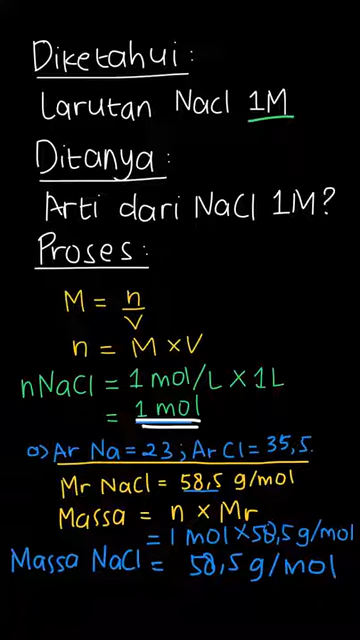 Diketahui:
Larutan Nacl 1M
Ditanya:
Arti dari NaCl 1M?
Proses:
M = n/V
n = M × V
nNaCl = 1 mol/L × 1L
= 1 mol
⇨ Ar Na = 23 ; Ar Cl = 35,5.
Mr NaCl = 58,5 g/mol
Massa = n × Mr
= 1 mol × 58,5 g/mol
Massa NaCl = 58,5 g/mol